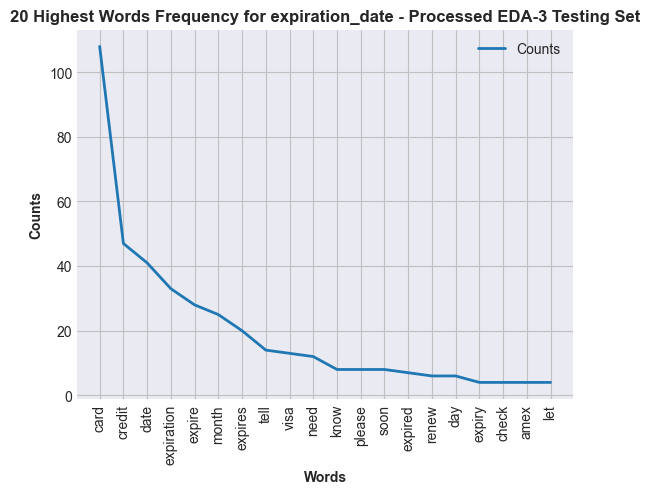 20 Highest Words Frequency for expiration_date - Processed EDA-3 Testing Set
Counts
100
80
60
40
20
0
Counts
card
credit
date
expiration
expire
month
expires
tell
visa
need
know
please
soon
expired
renew
day
expiry
check
amex
let
Words